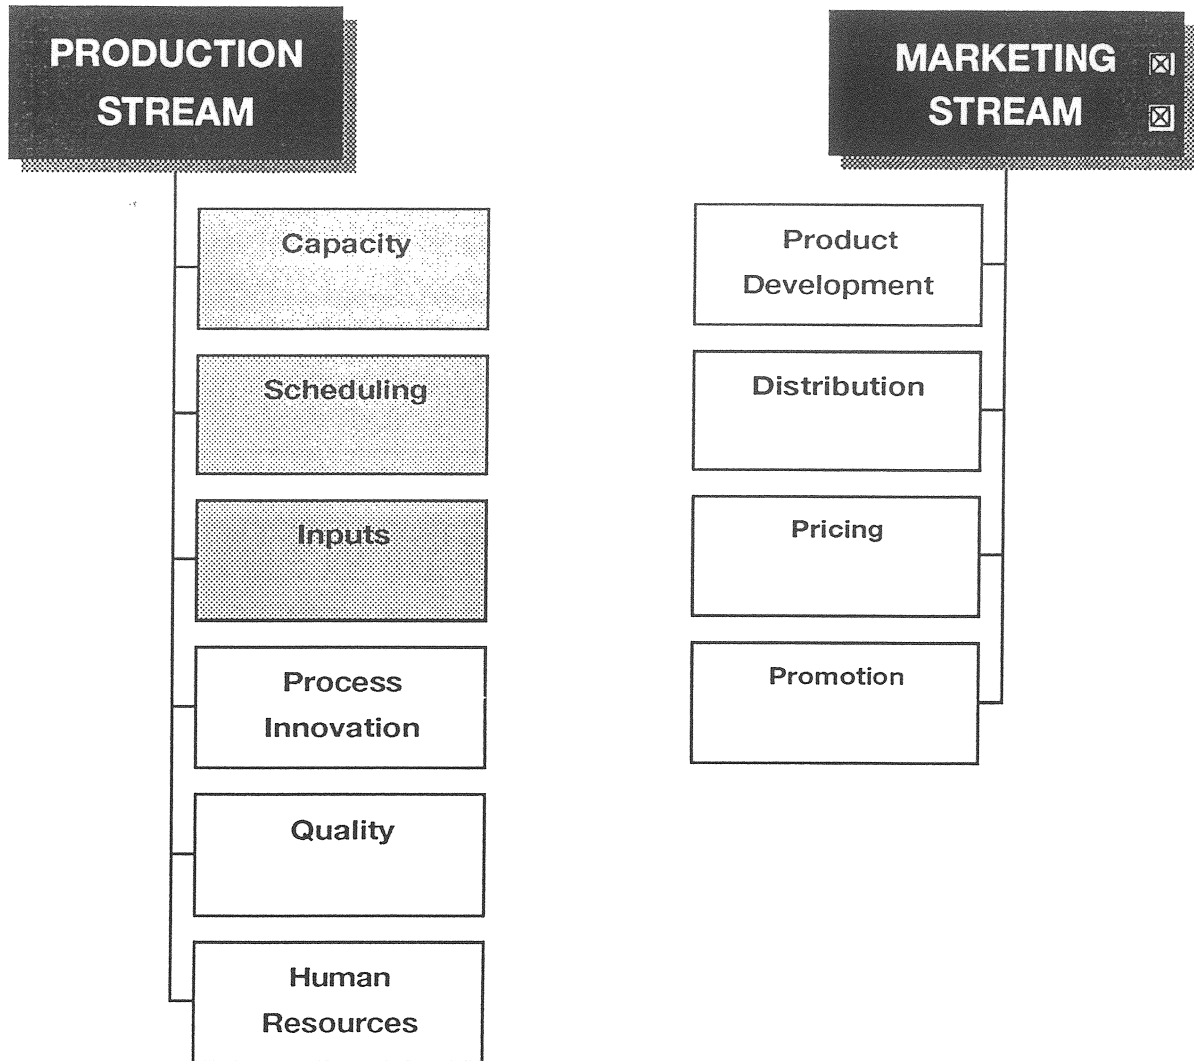 PRODUCTION
STREAM
Capacity
Scheduling
Inputs
Process
Innovation
Quality
Human
Resources
MARKETING
STREAM
Product
Development
Distribution
Pricing
Promotion